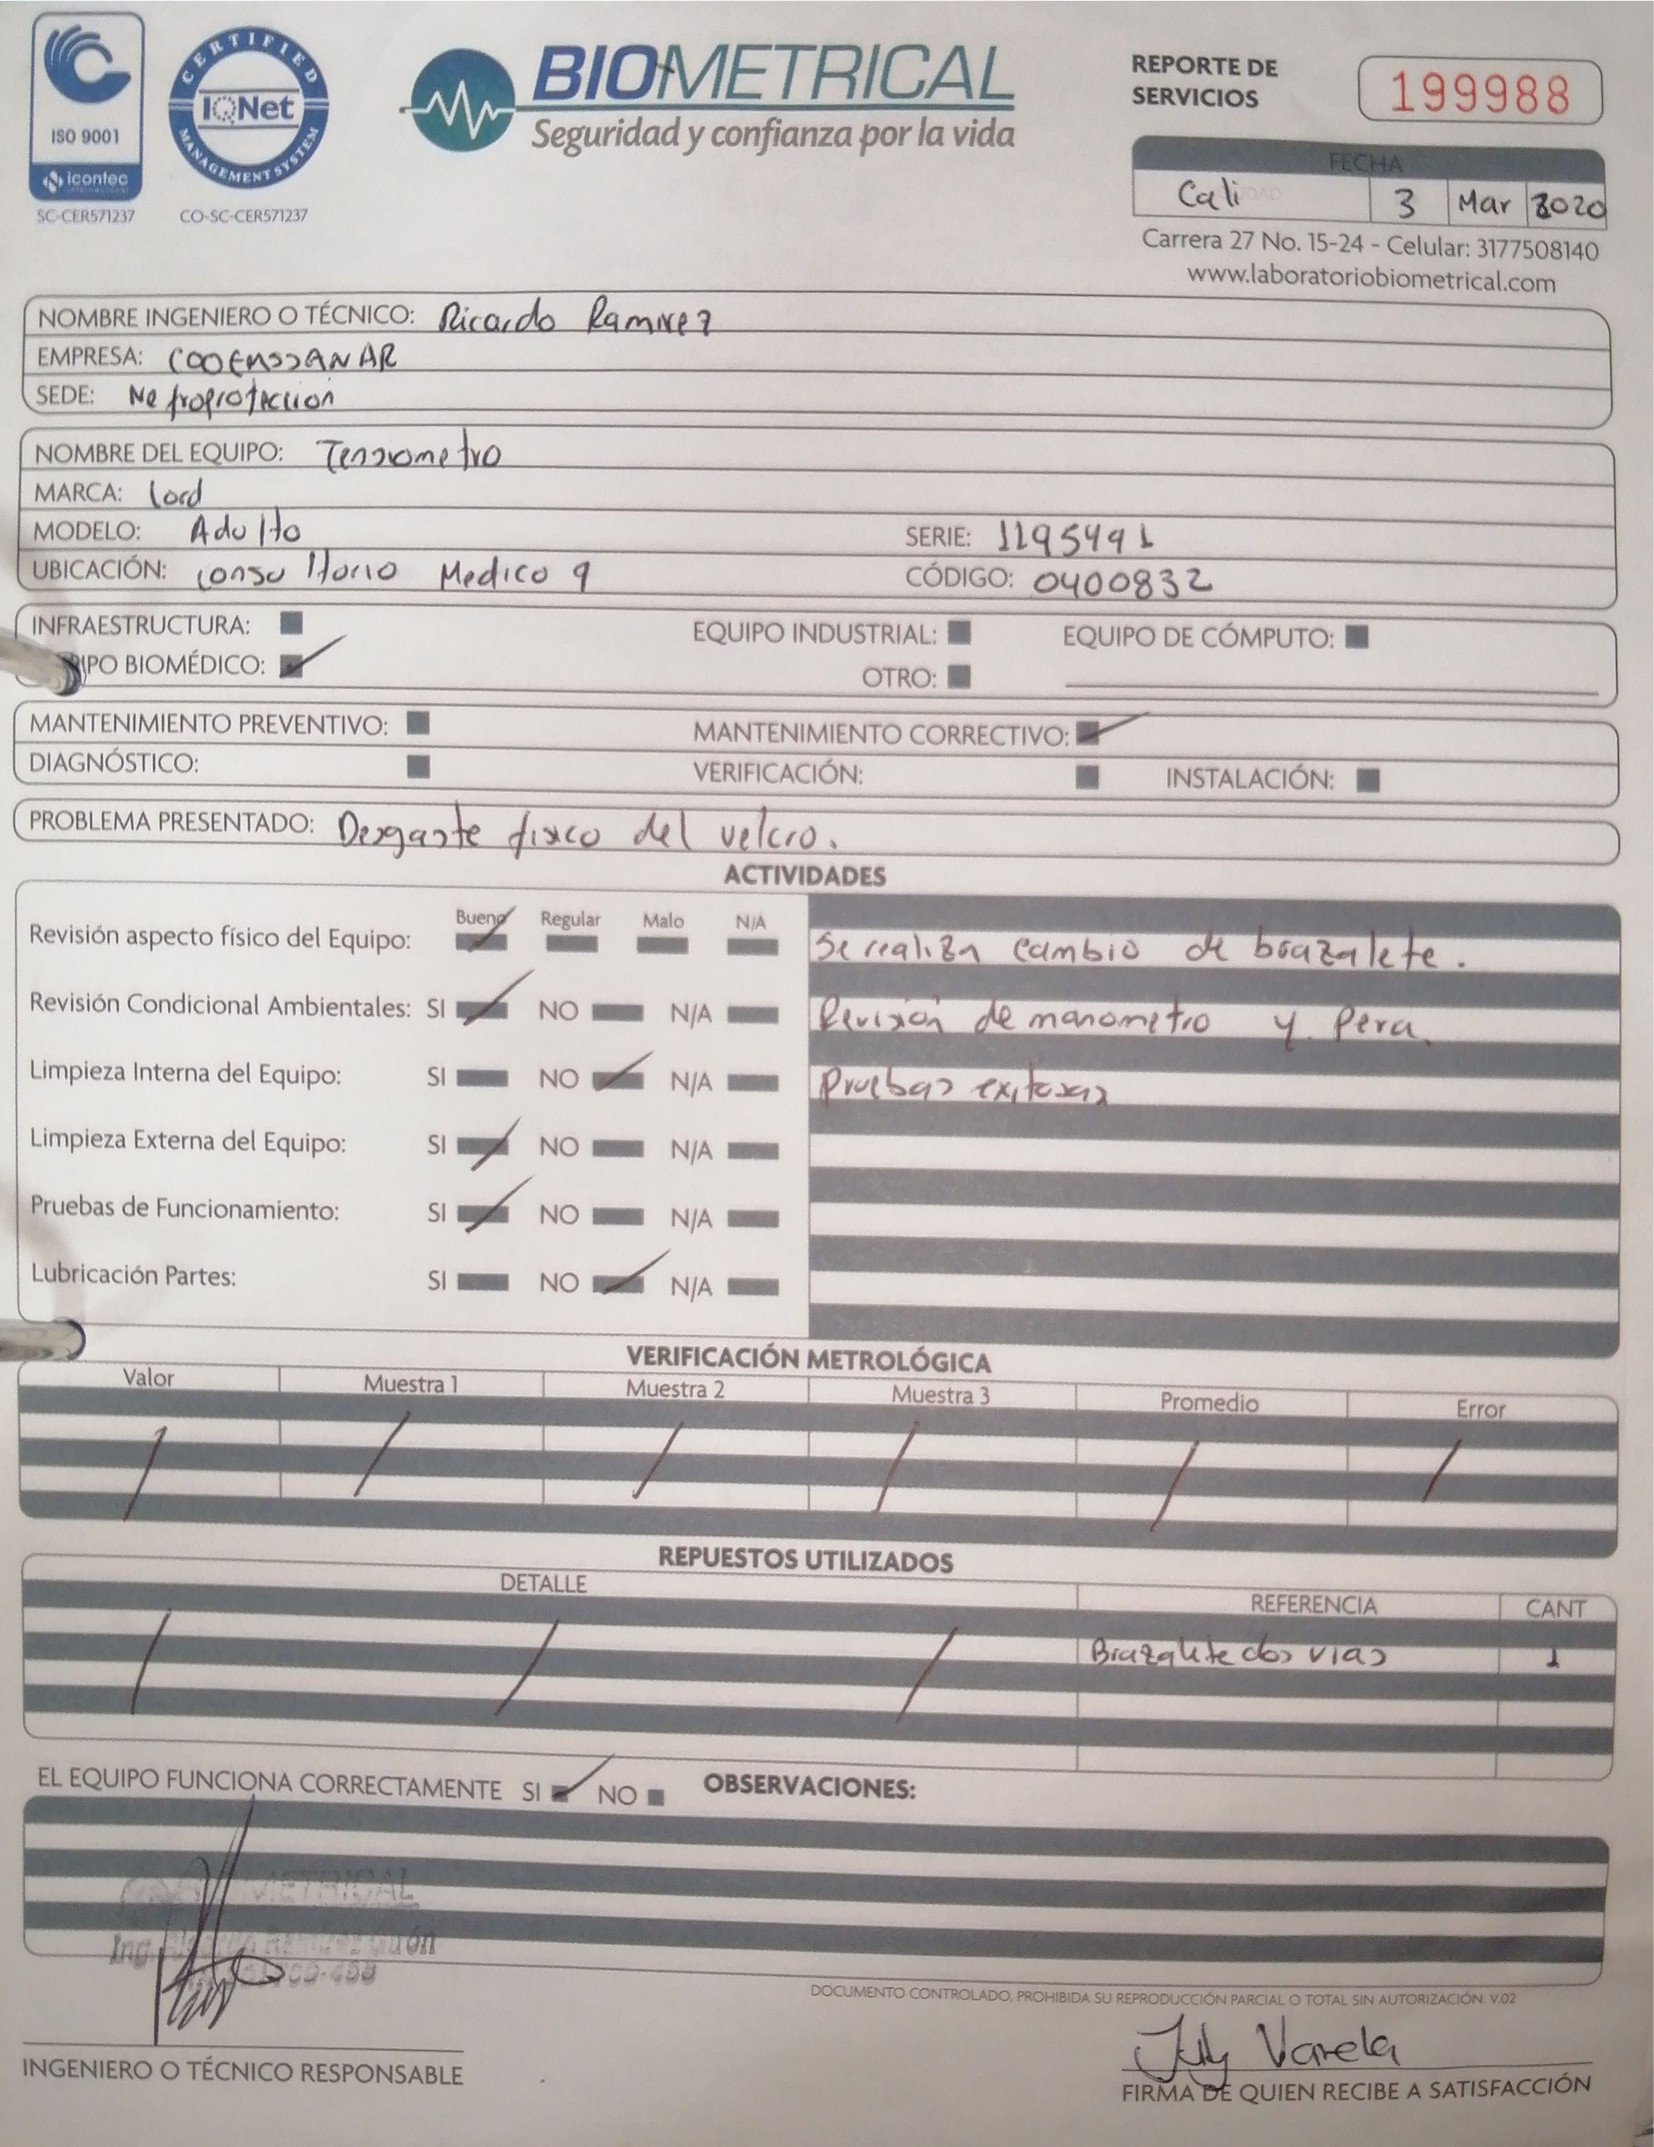 ISO 9001
icontec
SC-CER571237
CERTIFIED
IQNet
MANAGEMENT SYSTEM
CO-SC-CER571237
BIOMETRICAL
Seguridad y confianza por la vida
REPORTE DE
SERVICIOS
199988
FECHA
Cali 3 Mar 2020
Carrera 27 No. 15-24 - Celular: 3177508140
www.laboratoriobiometrical.com
NOMBRE INGENIERO O TÉCNICO: Ricardo Ramirez
EMPRESA: COOEMSSANAR
SEDE: Nefroproteccion
NOMBRE DEL EQUIPO: Tensiometro
MARCA: Lord
MODELO: Adulto SERIE: 1195491
UBICACIÓN: consultorio Medico 9 CÓDIGO: 0400832
INFRAESTRUCTURA: EQUIPO INDUSTRIAL: EQUIPO DE CÓMPUTO:
IPO BIOMÉDICO: OTRO:
MANTENIMIENTO PREVENTIVO: MANTENIMIENTO CORRECTIVO:
DIAGNÓSTICO: VERIFICACIÓN: INSTALACIÓN:
PROBLEMA PRESENTADO: Desgaste fisico del velcro.
ACTIVIDADES
Bueno Regular Malo N/A
Revisión aspecto físico del Equipo: Se realiza cambio de brazalete.
Revisión Condicional Ambientales: SI NO N/A Revisión de manometro y Pera.
Limpieza Interna del Equipo: SI NO N/A Pruebas exitosas
Limpieza Externa del Equipo: SI NO N/A
Pruebas de Funcionamiento: SI NO N/A
Lubricación Partes: SI NO N/A
VERIFICACIÓN METROLÓGICA
Valor Muestra 1 Muestra 2 Muestra 3 Promedio Error
REPUESTOS UTILIZADOS
DETALLE REFERENCIA CANT
Brazalete dos vias 1
EL EQUIPO FUNCIONA CORRECTAMENTE SI NO OBSERVACIONES:
METRICAL
Ing.
DOCUMENTO CONTROLADO, PROHIBIDA SU REPRODUCCIÓN PARCIAL O TOTAL SIN AUTORIZACIÓN. V.02
July Varela
INGENIERO O TÉCNICO RESPONSABLE
FIRMA DE QUIEN RECIBE A SATISFACCIÓN